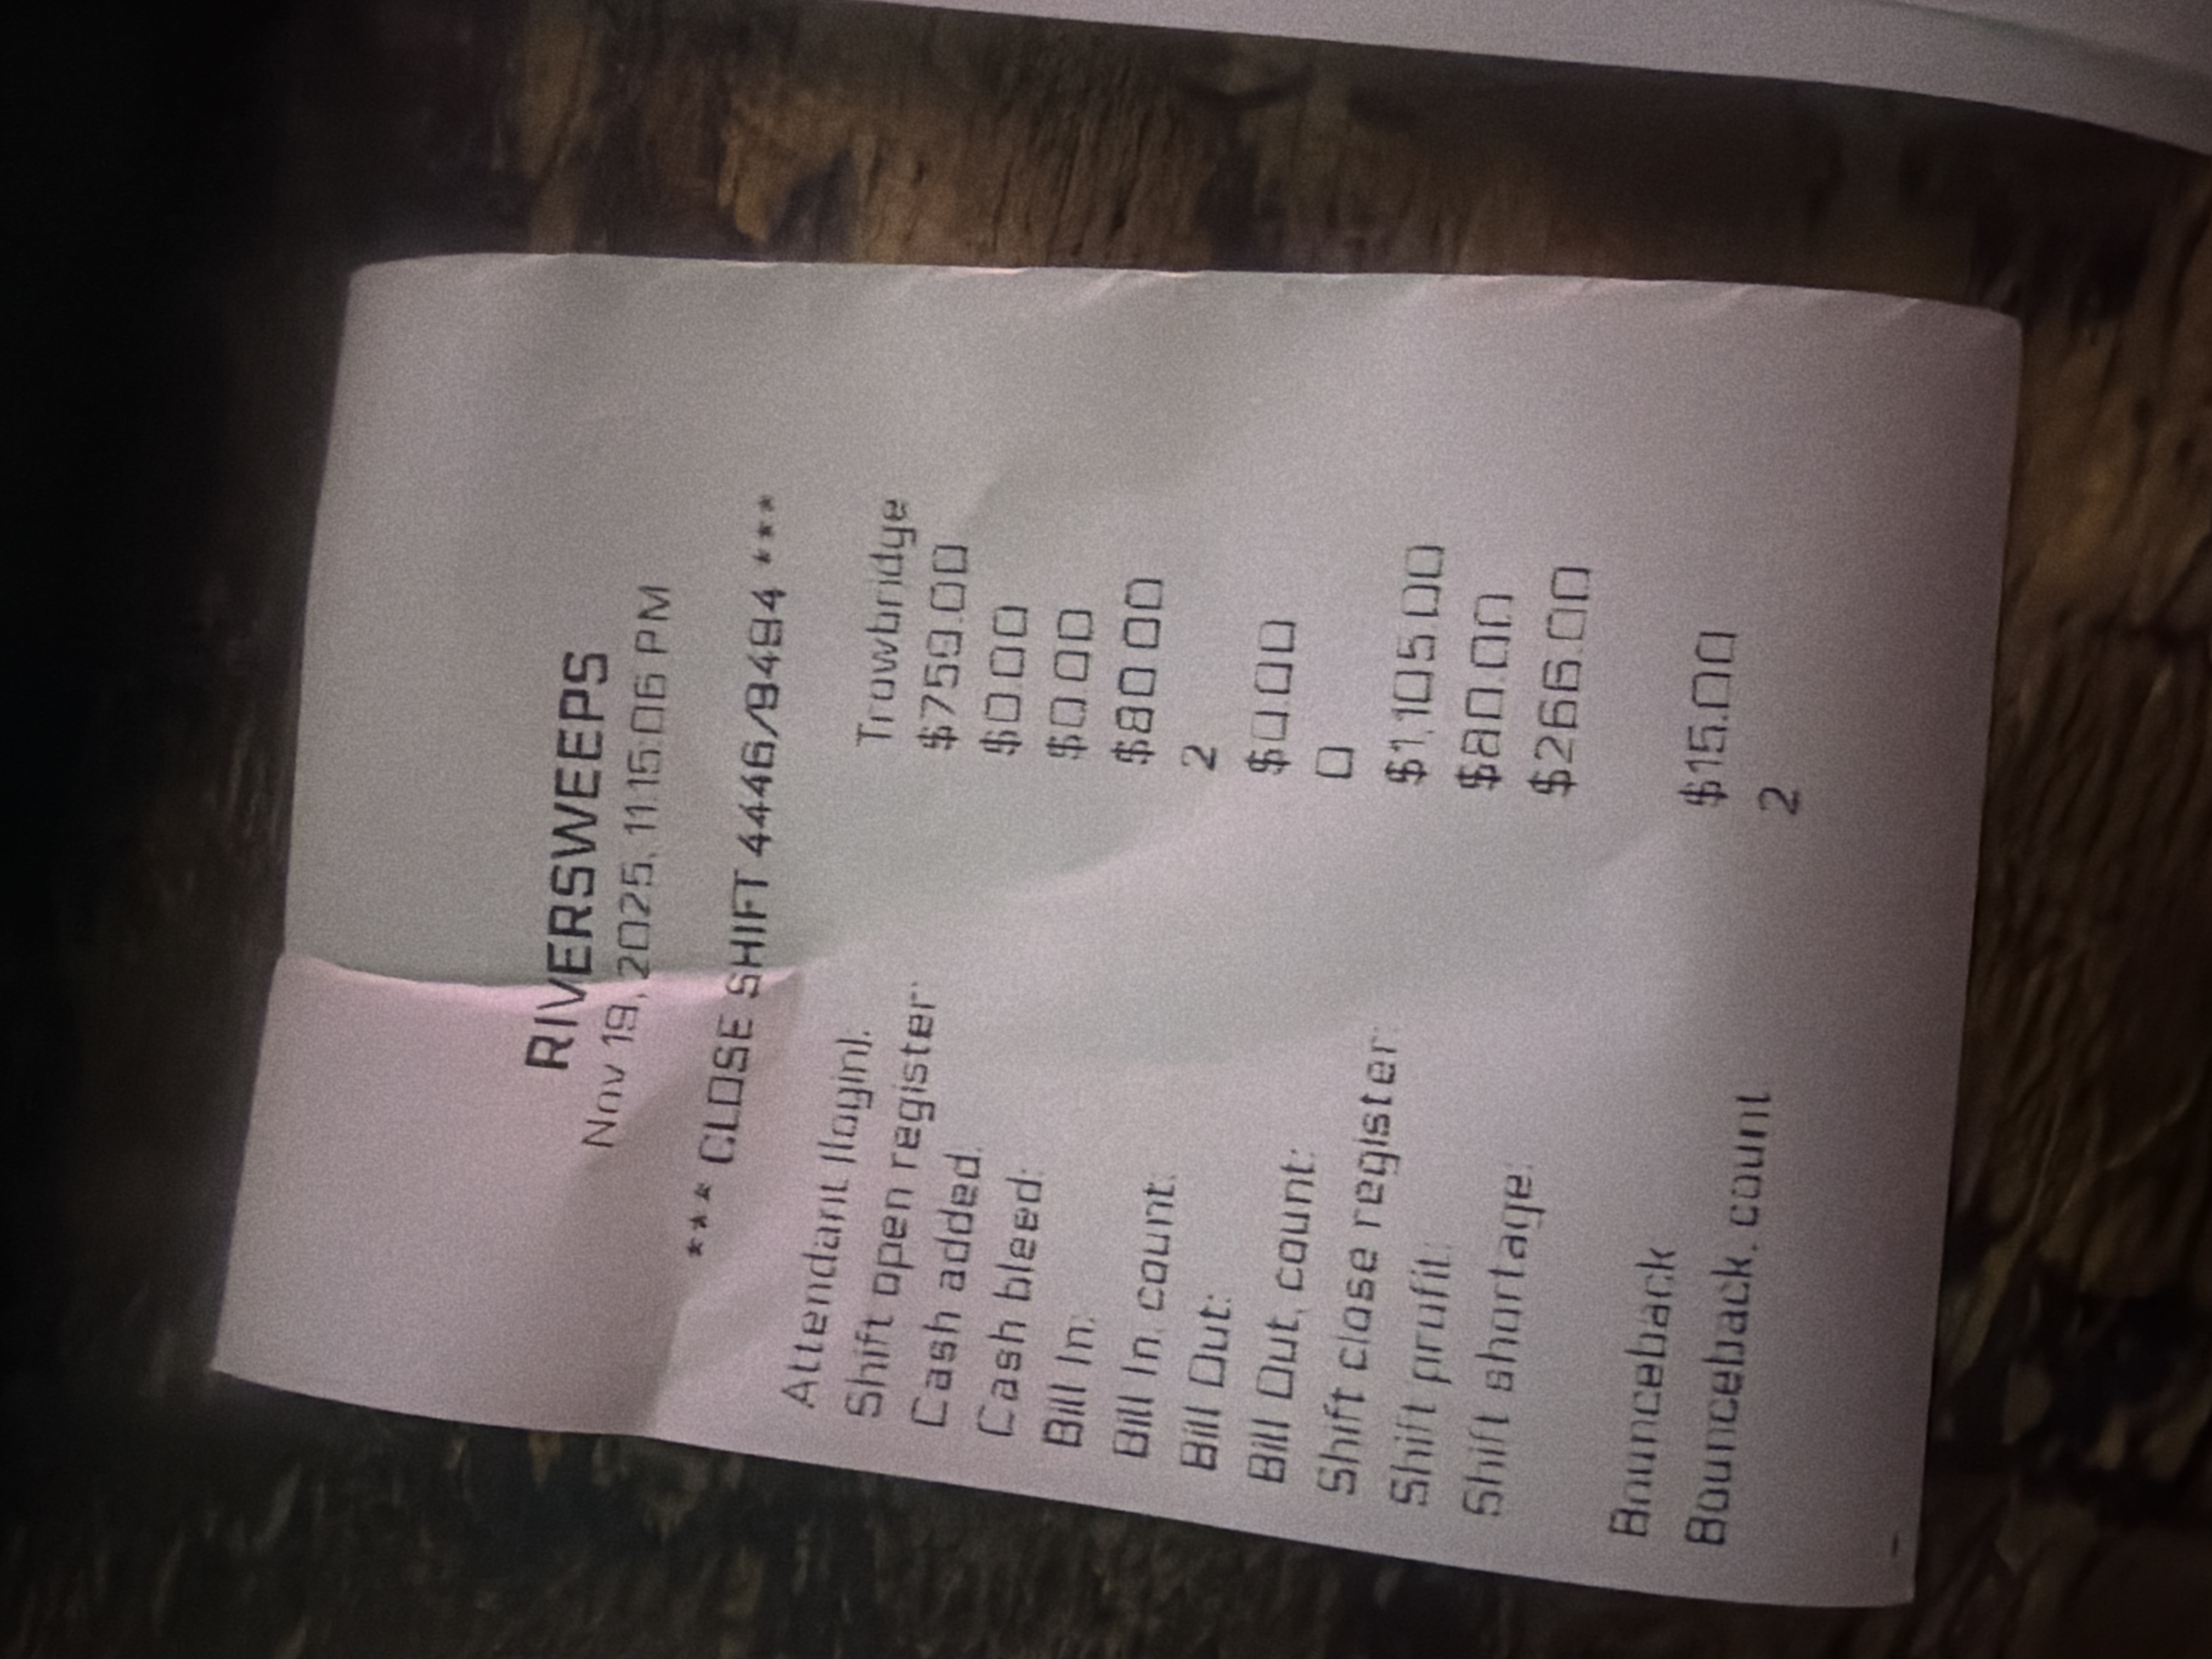 RIVERSWEEPS
Nov 19, 2025, 11:15:06 PM
*** CLOSE SHIFT 4446/9494 ***
Attendant (login): Trowbridge
Shift open register: $759.00
Cash added: $0.00
Cash bleed: $0.00
Bill In: $80.00
Bill In, count: 2
Bill Out: $0.00
Bill Out, count: 0
Shift close register: $1,105.00
Shift profit: $80.00
Shift shortage: $266.00
Bounceback $15.00
Bounceback, count 2